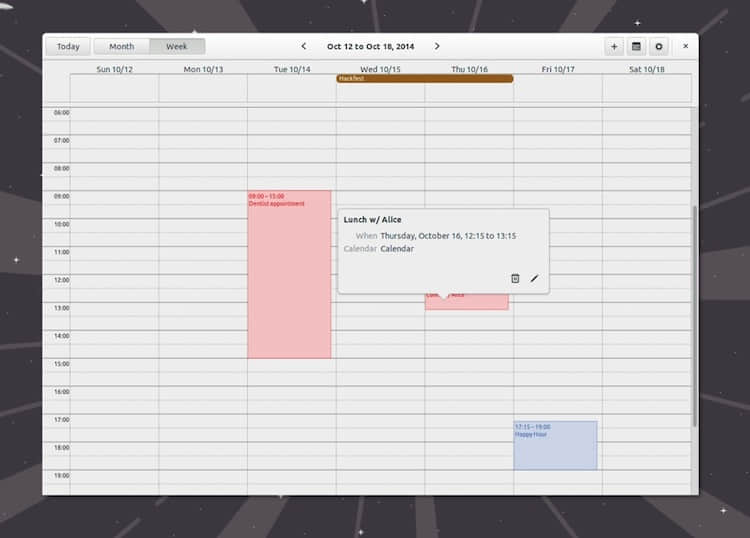 Today Month Week Oct 12 to Oct 18, 2014
Sun 10/12 Mon 10/13 Tue 10/14 Wed 10/15 Thu 10/16 Fri 10/17 Sat 10/18
Hackfest
06:00
07:00
08:00
09:00
10:00
11:00
12:00
13:00
14:00
15:00
16:00
17:00
18:00
19:00
09:00 – 15:00
Dentist appointment
Lunch w/ Alice
When Thursday, October 16, 12:15 to 13:15
Calendar Calendar
Lunch w/ Alice
17:15 – 19:00
Happy Hour